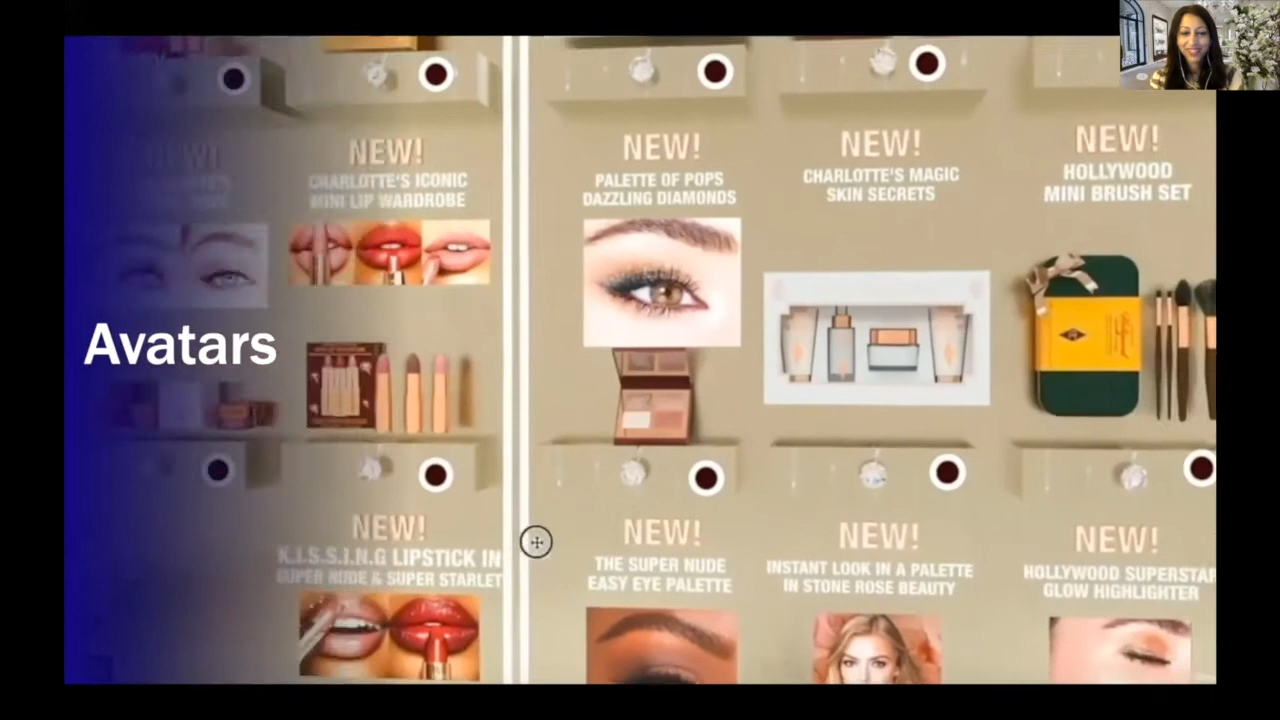 NEW!
CHARLOTTE'S ICONIC
MINI LIP WARDROBE
NEW!
PALETTE OF POPS
DAZZLING DIAMONDS
NEW!
CHARLOTTE'S MAGIC
SKIN SECRETS
NEW!
HOLLYWOOD
MINI BRUSH SET
Avatars
NEW!
K.I.S.S.I.N.G LIPSTICK IN
SUPER NUDE & SUPER STARLET
NEW!
THE SUPER NUDE
EASY EYE PALETTE
NEW!
INSTANT LOOK IN A PALETTE
IN STONE ROSE BEAUTY
NEW!
HOLLYWOOD SUPERSTAR
GLOW HIGHLIGHTER